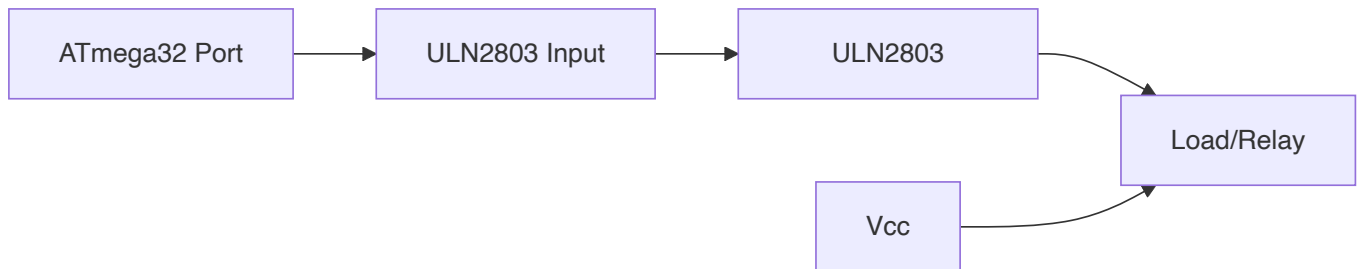 ATmega32 Port
ULN2803 Input
ULN2803
Load/Relay
Vcc